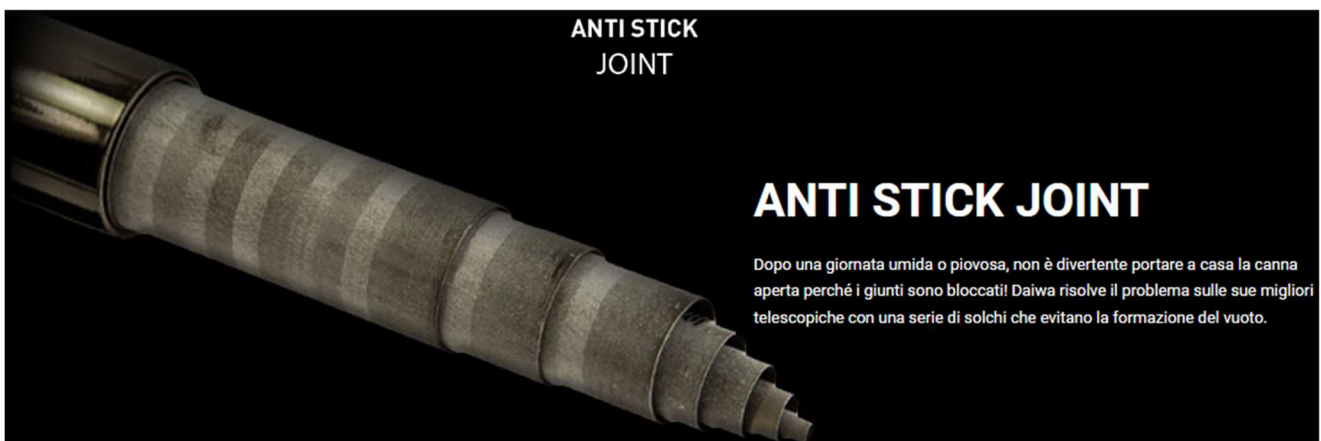 ANTI STICK
JOINT
ANTI STICK JOINT
Dopo una giornata umida o piovosa, non è divertente portare a casa la canna
aperta perché i giunti sono bloccati! Daiwa risolve il problema sulle sue migliori
telescopiche con una serie di solchi che evitano la formazione del vuoto.